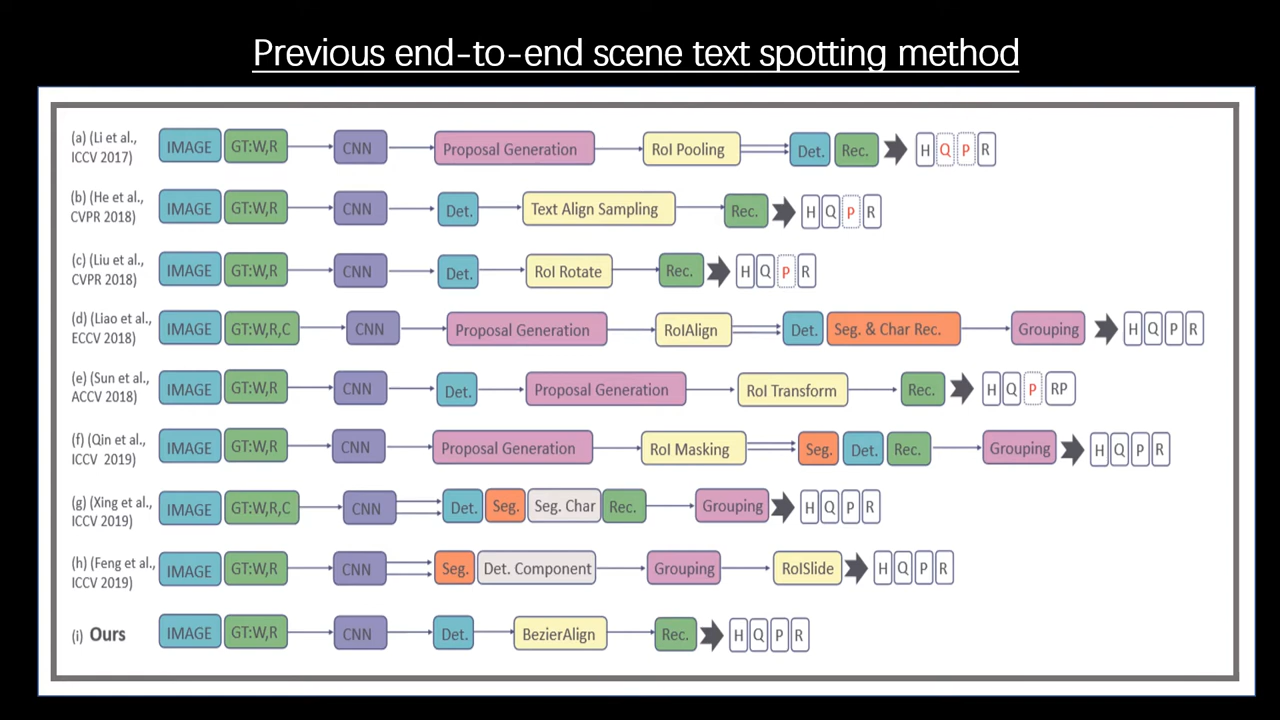 Previous end-to-end scene text spotting method
(a) (Li et al., ICCV 2017) IMAGE GT:W,R CNN Proposal Generation RoI Pooling Det. Rec. H Q P R
(b) (He et al., CVPR 2018) IMAGE GT:W,R CNN Det. Text Align Sampling Rec. H Q P R
(c) (Liu et al., CVPR 2018) IMAGE GT:W,R CNN Det. RoI Rotate Rec. H Q P R
(d) (Liao et al., ECCV 2018) IMAGE GT:W,R,C CNN Proposal Generation RoIAlign Det. Seg. & Char Rec. Grouping H Q P R
(e) (Sun et al., ACCV 2018) IMAGE GT:W,R CNN Det. Proposal Generation RoI Transform Rec. H Q P RP
(f) (Qin et al., ICCV 2019) IMAGE GT:W,R CNN Proposal Generation RoI Masking Seg. Det. Rec. Grouping H Q P R
(g) (Xing et al., ICCV 2019) IMAGE GT:W,R,C CNN Det. Seg. Seg. Char Rec. Grouping H Q P R
(h) (Feng et al., ICCV 2019) IMAGE GT:W,R CNN Seg. Det. Component Grouping RoISlide H Q P R
(i) Ours IMAGE GT:W,R CNN Det. BezierAlign Rec. H Q P R